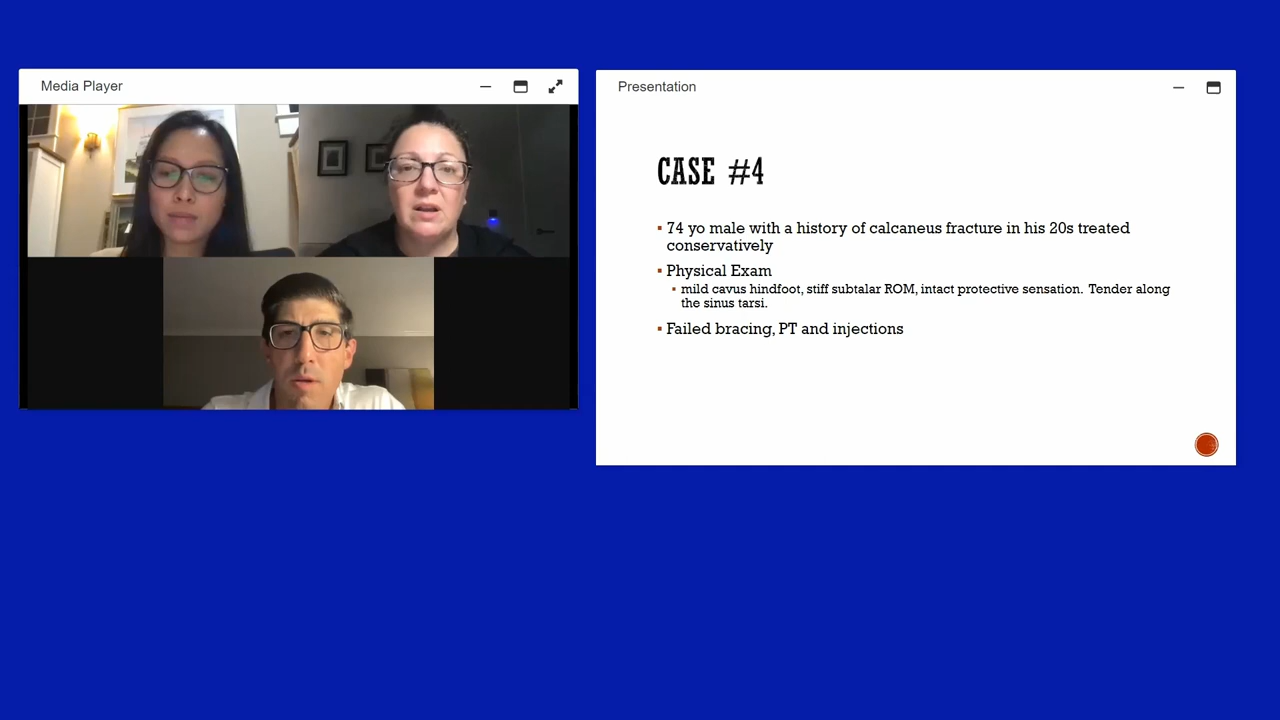 Media Player
Presentation
CASE #4
▪ 74 yo male with a history of calcaneus fracture in his 20s treated
conservatively
▪ Physical Exam
▪ mild cavus hindfoot, stiff subtalar ROM, intact protective sensation. Tender along
the sinus tarsi.
▪ Failed bracing, PT and injections